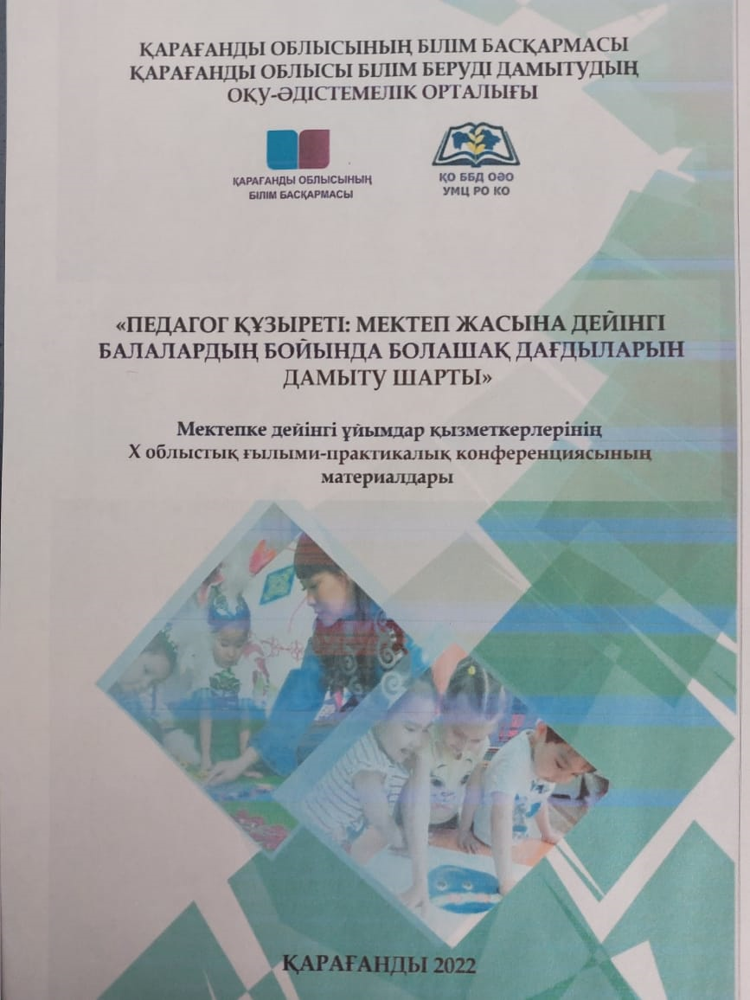 ҚАРАҒАНДЫ ОБЛЫСЫНЫҢ БІЛІМ БАСҚАРМАСЫ
ҚАРАҒАНДЫ ОБЛЫСЫ БІЛІМ БЕРУДІ ДАМЫТУДЫҢ
ОҚУ-ӘДІСТЕМЕЛІК ОРТАЛЫҒЫ
ҚАРАҒАНДЫ ОБЛЫСЫНЫҢ
БІЛІМ БАСҚАРМАСЫ
ҚО ББД ОӘО
УМЦ РО КО
«ПЕДАГОГ ҚҰЗЫРЕТІ: МЕКТЕП ЖАСЫНА ДЕЙІНГІ
БАЛАЛАРДЫҢ БОЙЫНДА БОЛАШАҚ ДАҒДЫЛАРЫН
ДАМЫТУ ШАРТЫ»
Мектепке дейінгі ұйымдар қызметкерлерінің
X облыстық ғылыми-практикалық конференциясының
материалдары
ҚАРАҒАНДЫ 2022